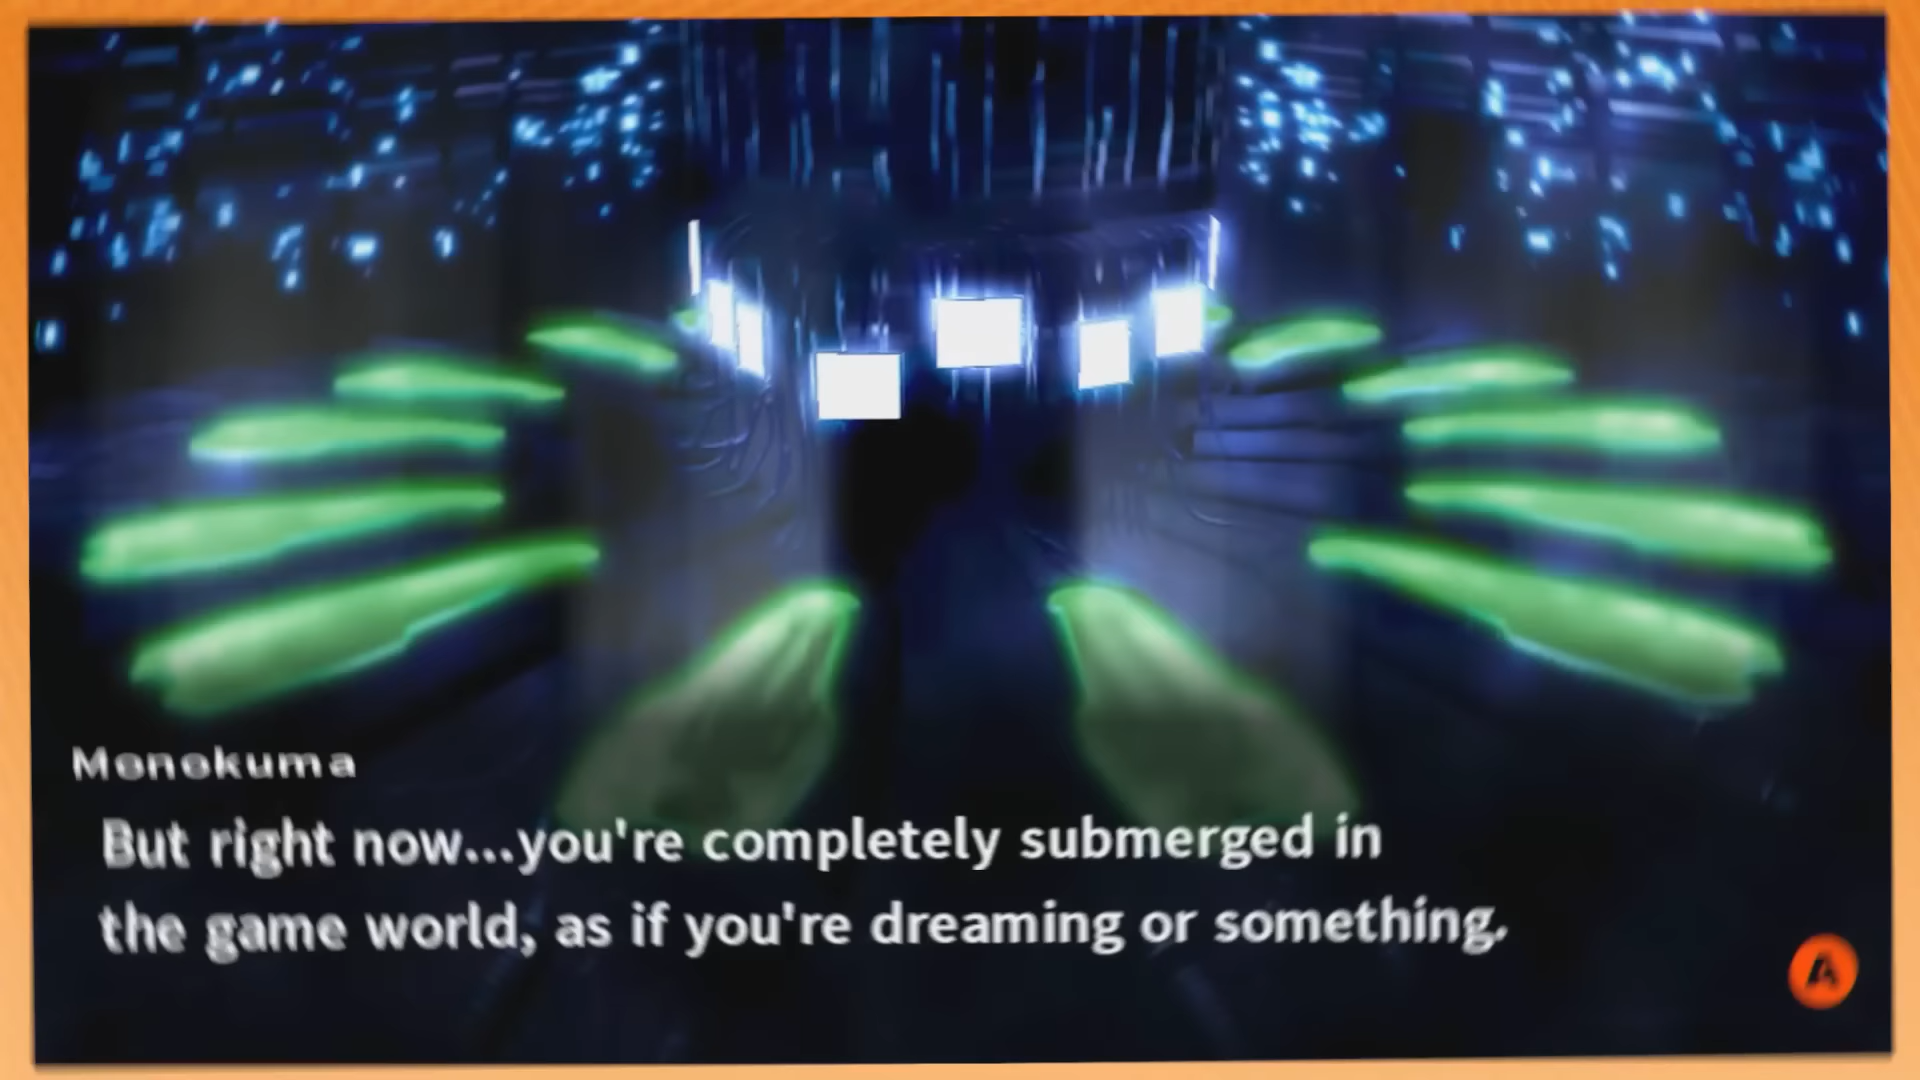 Monokuma
But right now...you're completely submerged in
the game world, as if you're dreaming or something.
A